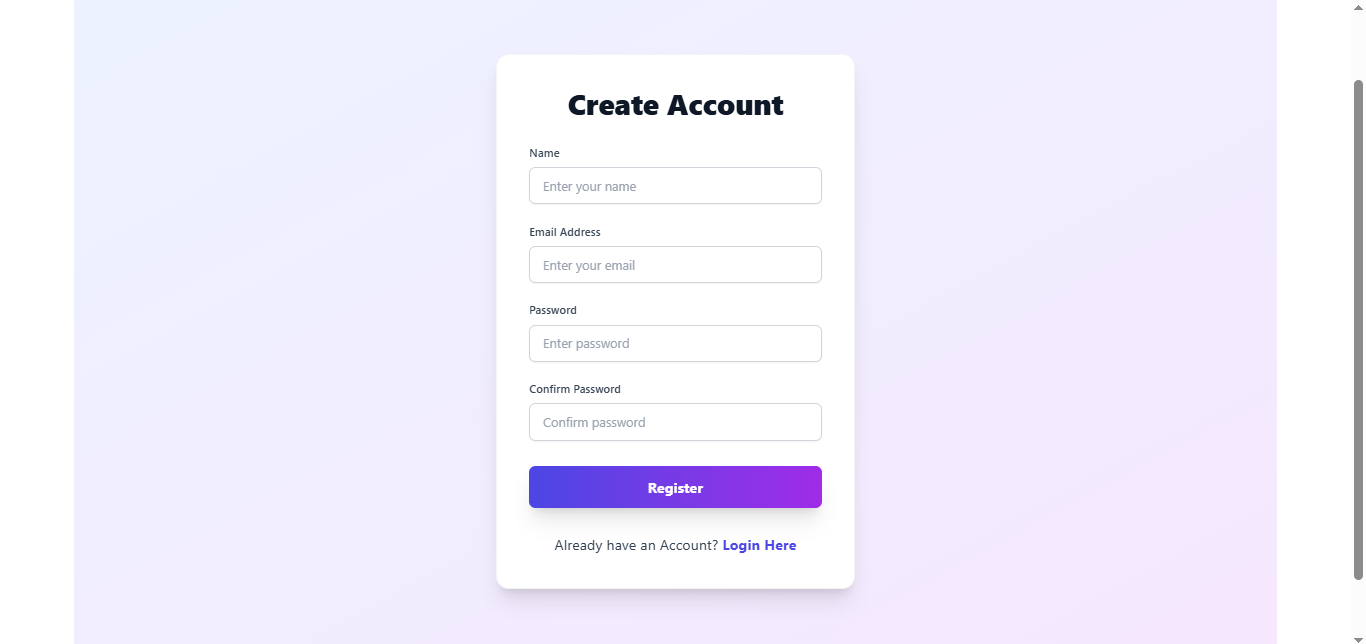 Create Account
Name
Enter your name
Email Address
Enter your email
Password
Enter password
Confirm Password
Confirm password
Register
Already have an Account? Login Here